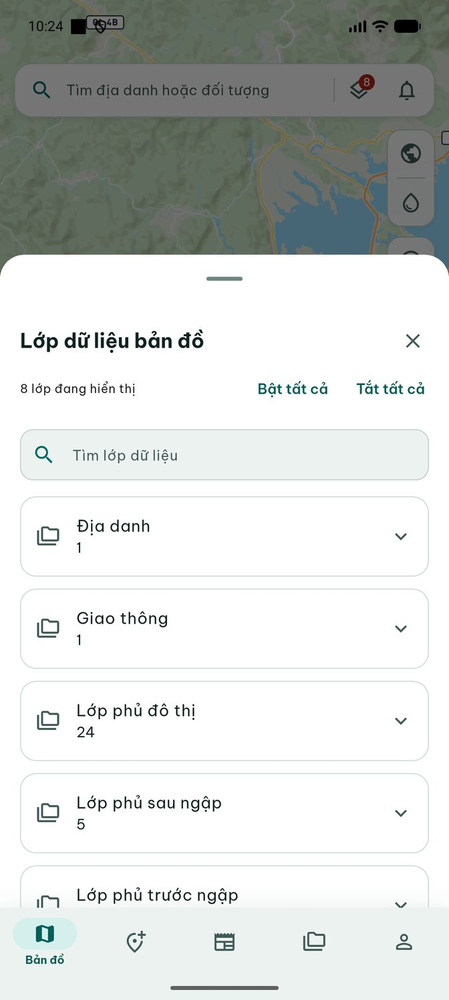 10:24
Tìm địa danh hoặc đối tượng
8
Lớp dữ liệu bản đồ
8 lớp đang hiển thị
Bật tất cả
Tắt tất cả
Tìm lớp dữ liệu
Địa danh
1
Giao thông
1
Lớp phủ đô thị
24
Lớp phủ sau ngập
5
Lớp phủ trước ngập
Bản đồ